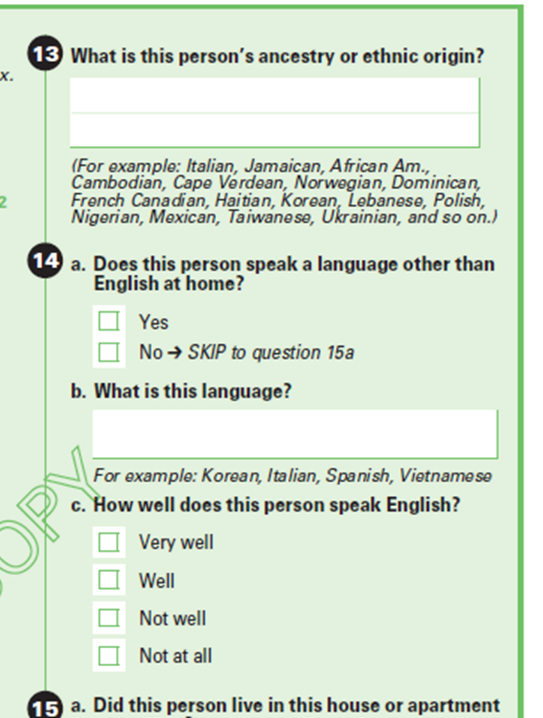 13 What is this person's ancestry or ethnic origin?
x.
(For example: Italian, Jamaican, African Am.,
Cambodian, Cape Verdean, Norwegian, Dominican,
2
French Canadian, Haitian, Korean, Lebanese, Polish,
Nigerian, Mexican, Taiwanese, Ukrainian, and so on.)
14 a. Does this person speak a language other than
English at home?
Yes
No → SKIP to question 15a
b. What is this language?
For example: Korean, Italian, Spanish, Vietnamese
c. How well does this person speak English?
Very well
Well
Not well
Not at all
OPY
15 a. Did this person live in this house or apartment